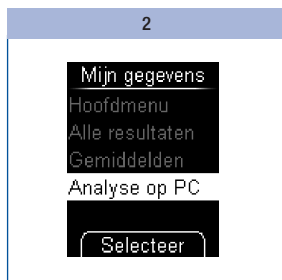 2
Mijn gegevens
Hoofdmenu
Alle resultaten
Gemiddelden
Analyse op PC
Selecteer